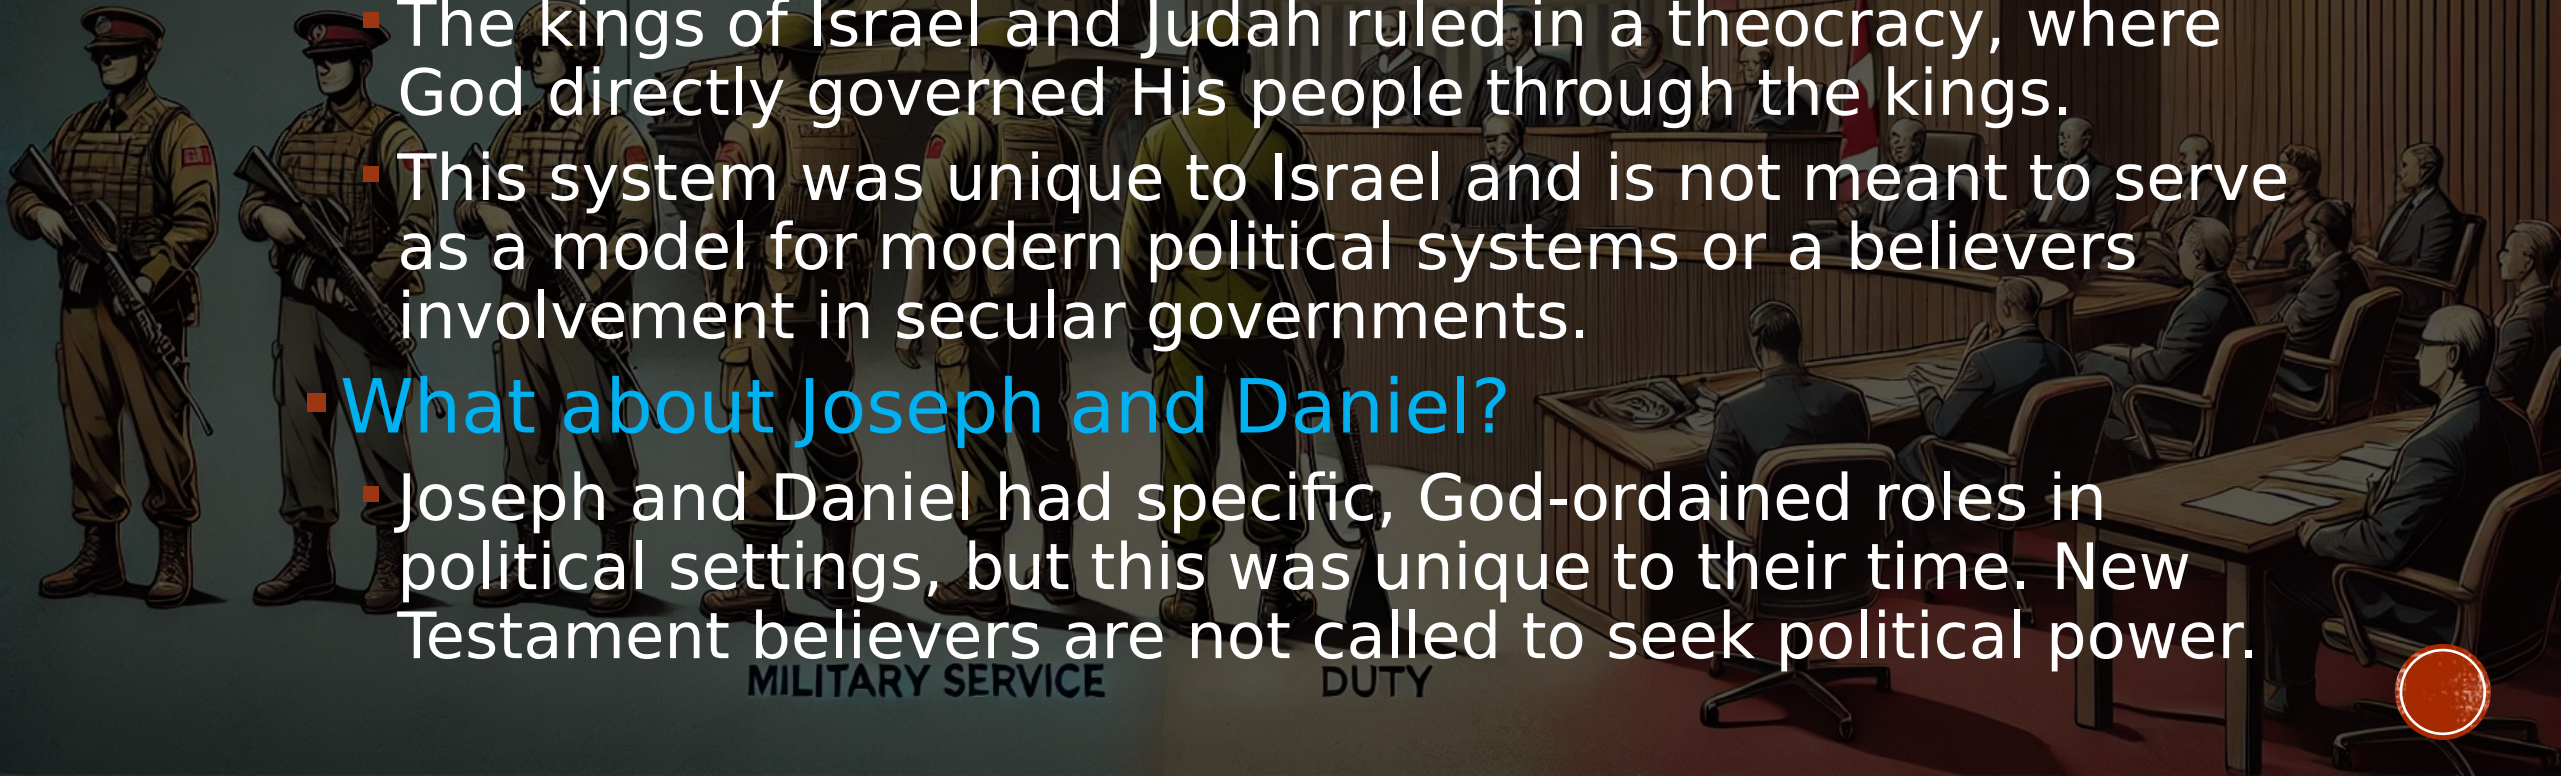 The kings of Israel and Judah ruled in a theocracy, where
God directly governed His people through the kings.
This system was unique to Israel and is not meant to serve
as a model for modern political systems or a believers
involvement in secular governments.
What about Joseph and Daniel?
Joseph and Daniel had specific, God-ordained roles in
political settings, but this was unique to their time. New
Testament believers are not called to seek political power.
MILITARY SERVICE
DUTY